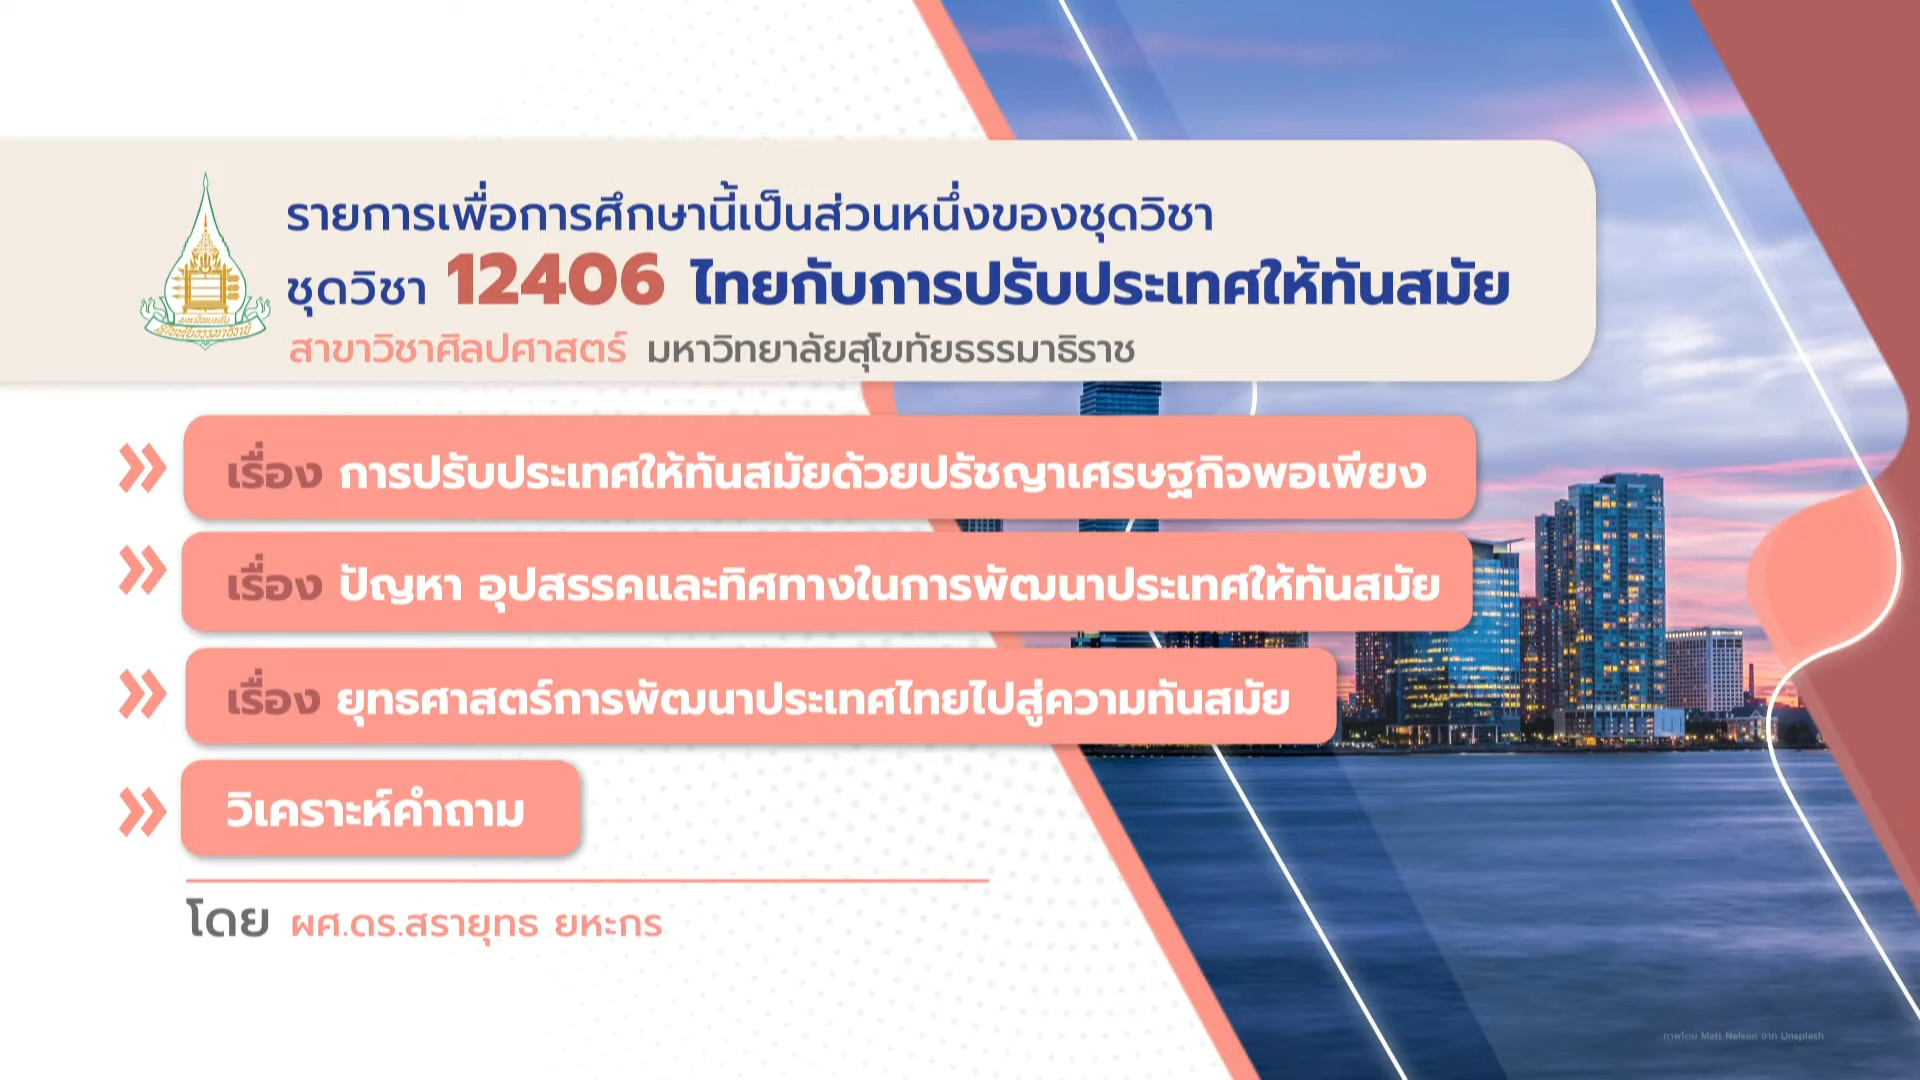 รายการเพื่อการศึกษานี้เป็นส่วนหนึ่งของชุดวิชา
ชุดวิชา 12406 ไทยกับการปรับประเทศให้ทันสมัย
สาขาวิชาศิลปศาสตร์ มหาวิทยาลัยสุโขทัยธรรมาธิราช
เรื่อง การปรับประเทศให้ทันสมัยด้วยปรัชญาเศรษฐกิจพอเพียง
เรื่อง ปัญหา อุปสรรคและทิศทางในการพัฒนาประเทศให้ทันสมัย
เรื่อง ยุทธศาสตร์การพัฒนาประเทศไทยไปสู่ความทันสมัย
วิเคราะห์คำถาม
โดย ผศ.ดร.สรายุทธ ยหะกร
ภาพโดย Matt Nelson จาก Unsplash